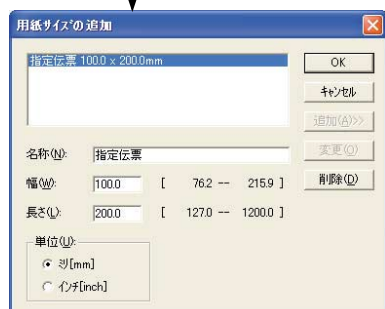 用紙サイズの追加
指定伝票 100.0 x 200.0mm
OK
キャンセル
追加(A)>>
変更(O)
削除(D)
名称(N): 指定伝票
幅(W): 100.0 [ 76.2 -- 215.9 ]
長さ(L): 200.0 [ 127.0 -- 1200.0 ]
単位(U):
ミリ[mm]
インチ[inch]